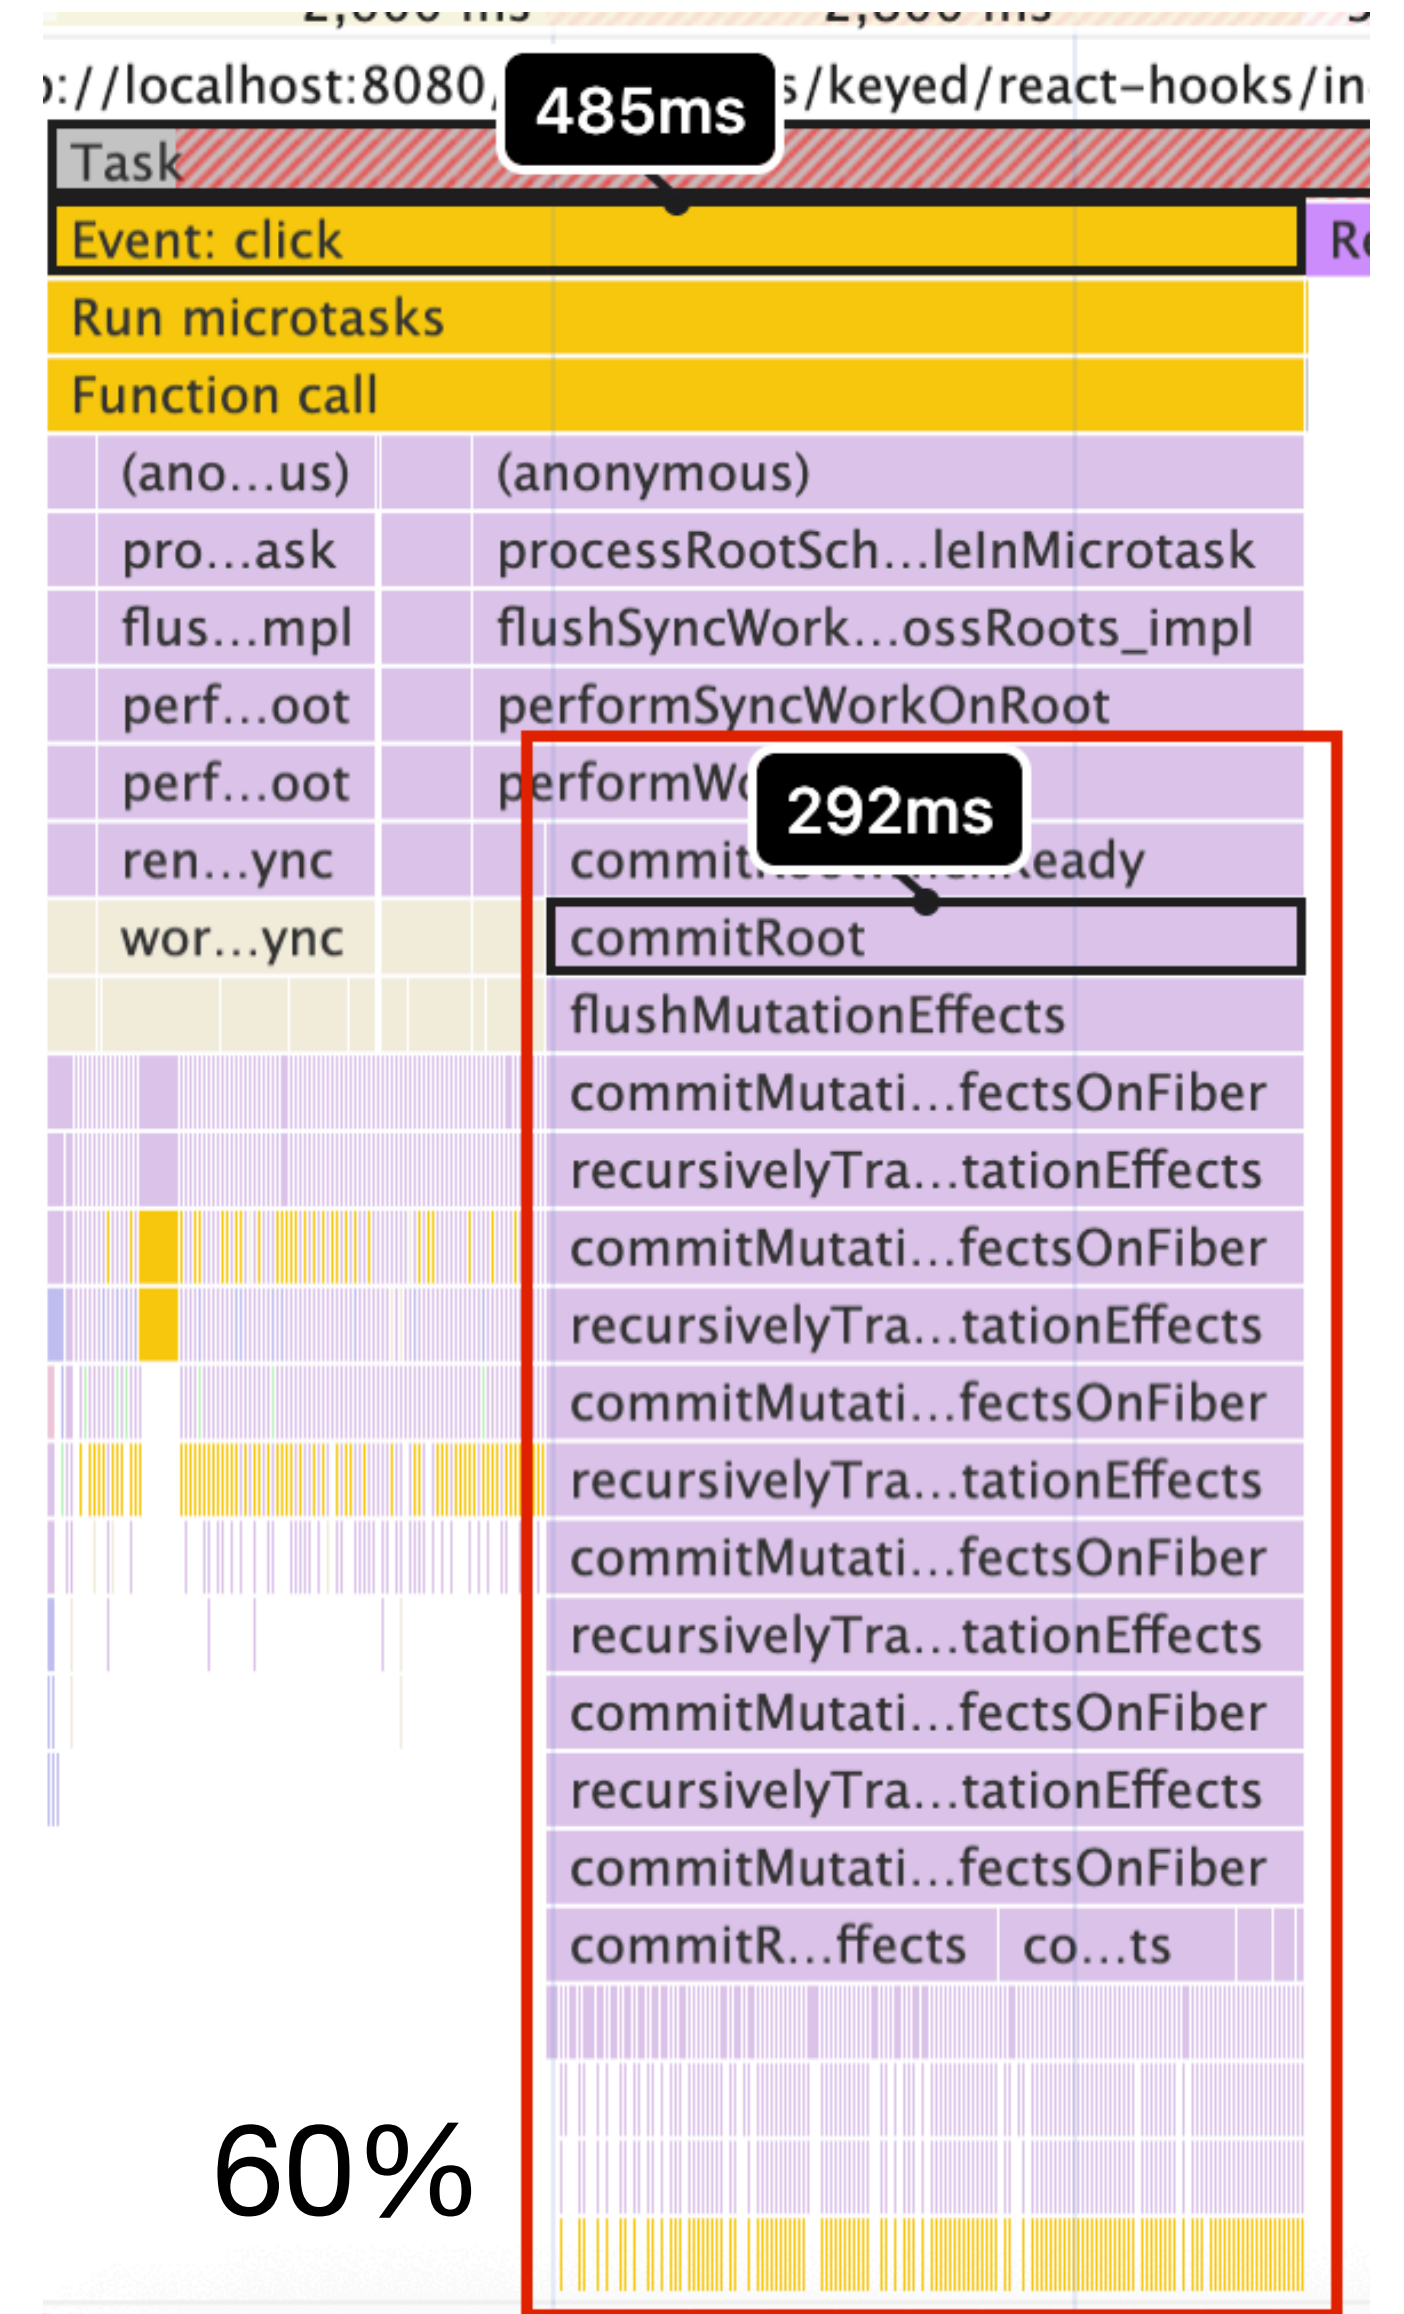 ://localhost:8080/
s/keyed/react-hooks/in
485ms
Task
Event: click
Run microtasks
Function call
(ano...us) (anonymous)
pro...ask processRootSch...leInMicrotask
flus...mpl flushSyncWork...ossRoots_impl
perf...oot performSyncWorkOnRoot
perf...oot performWo
292ms
ren...ync commit Ready
wor...ync commitRoot
flushMutationEffects
commitMutati...fectsOnFiber
recursivelyTra...tationEffects
commitMutati...fectsOnFiber
recursivelyTra...tationEffects
commitMutati...fectsOnFiber
recursivelyTra...tationEffects
commitMutati...fectsOnFiber
recursivelyTra...tationEffects
commitMutati...fectsOnFiber
recursivelyTra...tationEffects
commitMutati...fectsOnFiber
commitR...ffects co...ts
60%